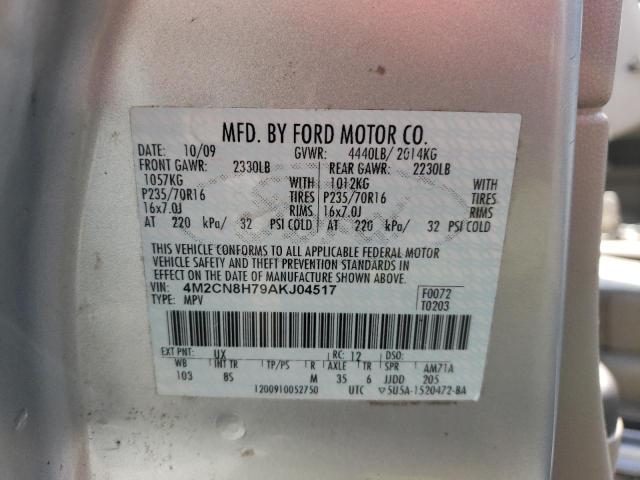 MFD. BY FORD MOTOR CO.
DATE: 10/09 GVWR: 4440LB/ 2014KG
FRONT GAWR: 2330LB REAR GAWR: 2230LB
1057KG 1012KG
P235/70R16 TIRES P235/70R16 TIRES
16x7.0J RIMS 16x7.0J RIMS
AT 220 kPa/ 32 PSI COLD AT 220 kPa/ 32 PSI COLD
THIS VEHICLE CONFORMS TO ALL APPLICABLE FEDERAL MOTOR
VEHICLE SAFETY AND THEFT PREVENTION STANDARDS IN
EFFECT ON THE DATE OF MANUFACTURE SHOWN ABOVE.
VIN: 4M2CN8H79AKJ04517 F0072
TYPE: MPV T0203
EXT PNT: UX RC: 12 DSO:
WB INT TR TP/PS R AXLE TR SPR AM71A
103 8S M 35 6 JJDD 205
1200910052750 UTC 5U5A-1520472-BA